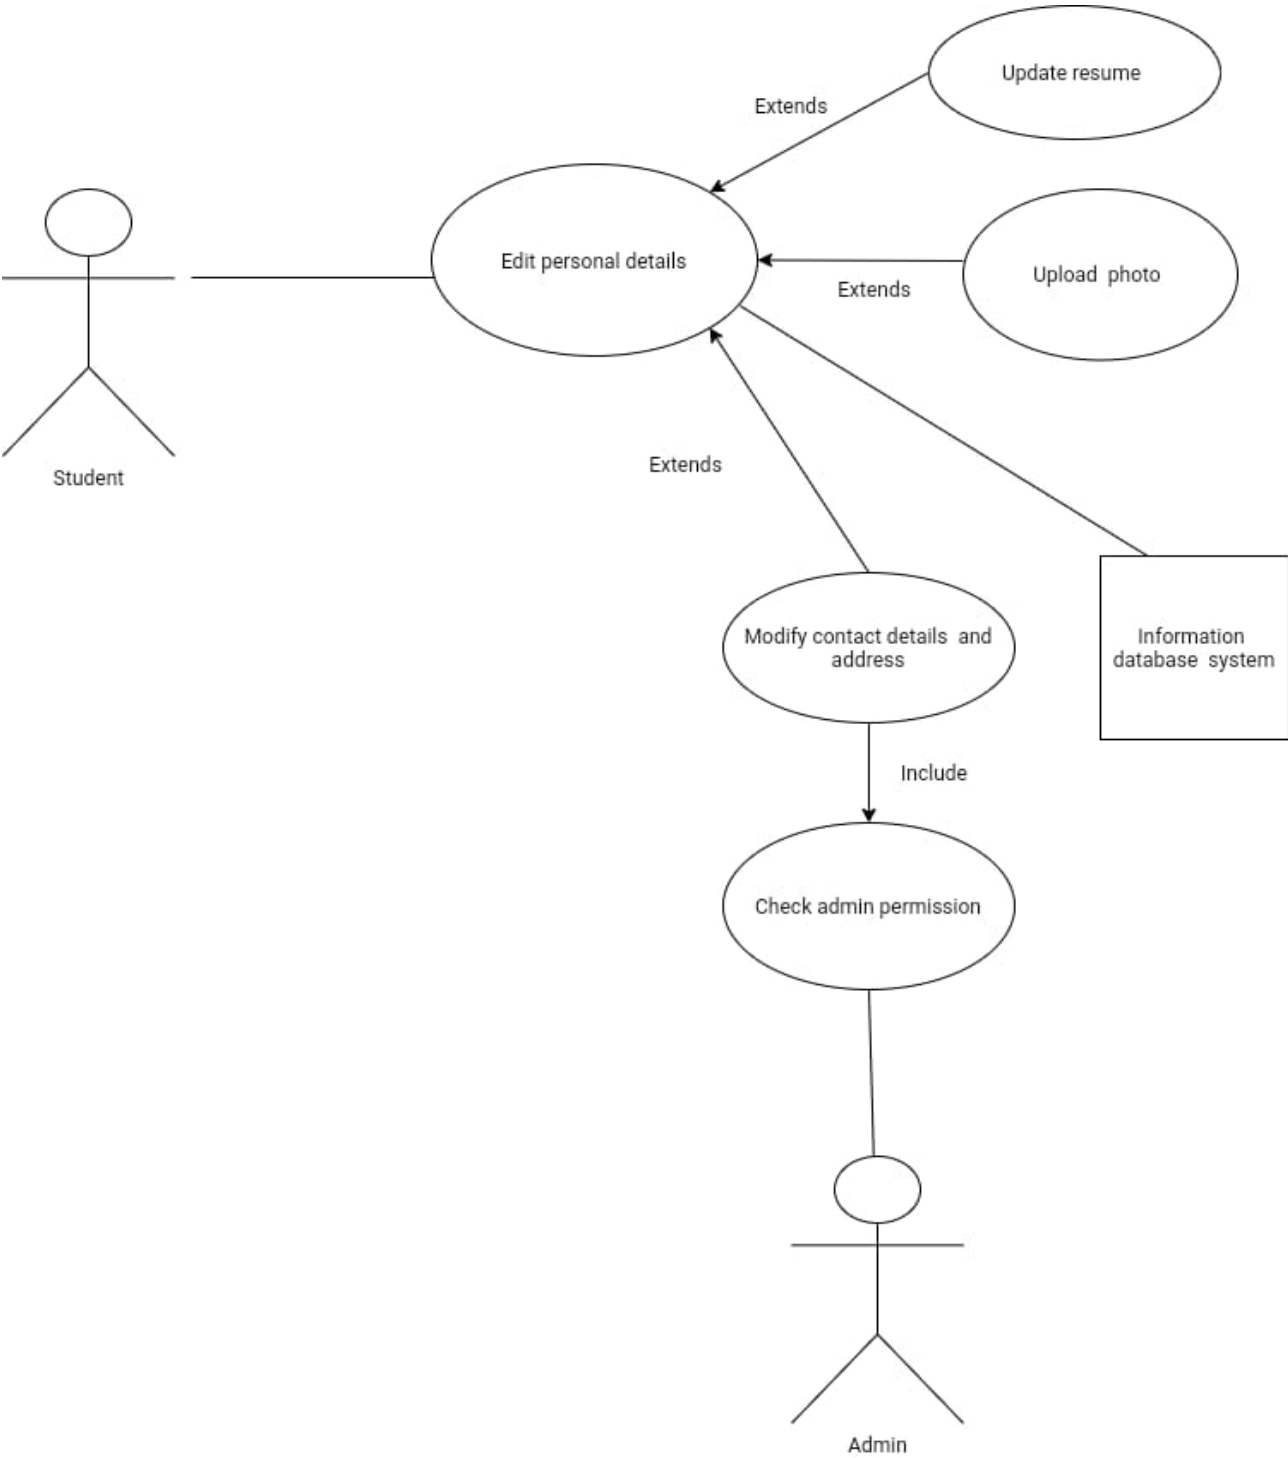 Update resume
Extends
Edit personal details
Upload photo
Extends
Extends
Student
Modify contact details and
address
Information
database system
Include
Check admin permission
Admin